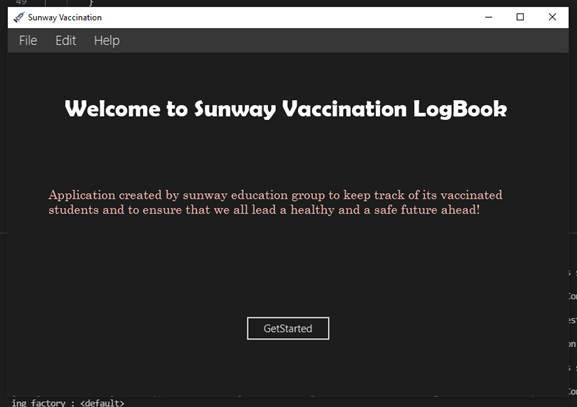 49 }
Sunway Vaccination
File Edit Help
Welcome to Sunway Vaccination LogBook
Application created by sunway education group to keep track of its vaccinated
students and to ensure that we all lead a healthy and a safe future ahead!
GetStarted
ing factory : <default>